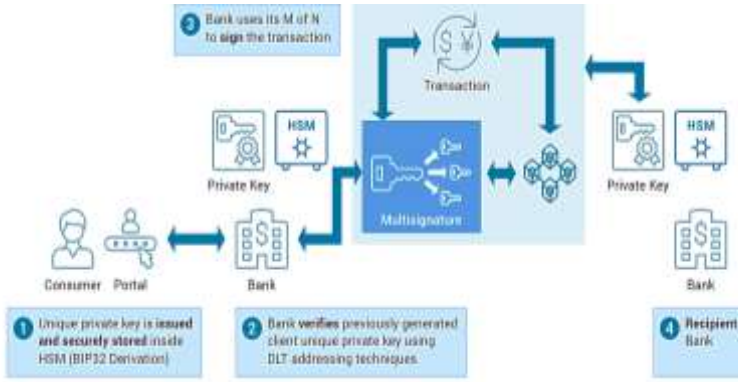 3 Bank uses its M of N
to sign the transaction
$ ¥
Transaction
HSM
Private Key
Multisignature
HSM
Private Key
Consumer Portal
$
Bank
$
Bank
1 Unique private key is issued
and securely stored inside
HSM (BIP32 Derivation)
2 Bank verifies previously generated
client unique private key using
DLT addressing techniques
4 Recipient
Bank